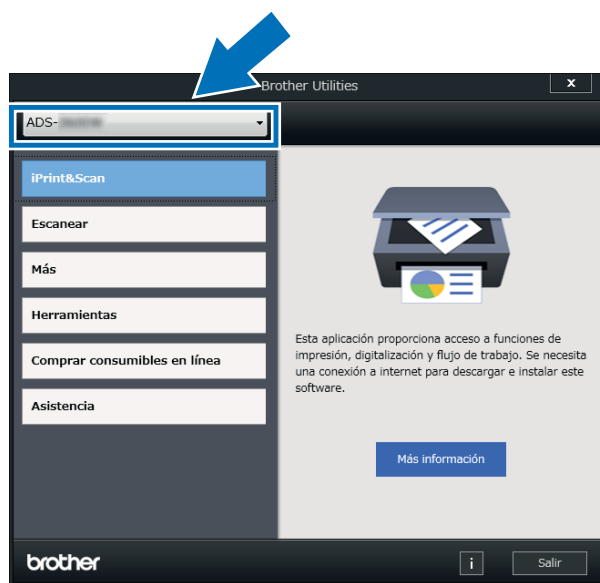 Brother Utilities
x
ADS-
iPrint&Scan
Escanear
Más
Herramientas
Comprar consumibles en línea
Asistencia
Esta aplicación proporciona acceso a funciones de
impresión, digitalización y flujo de trabajo. Se necesita
una conexión a internet para descargar e instalar este
software.
Más información
brother
i
Salir